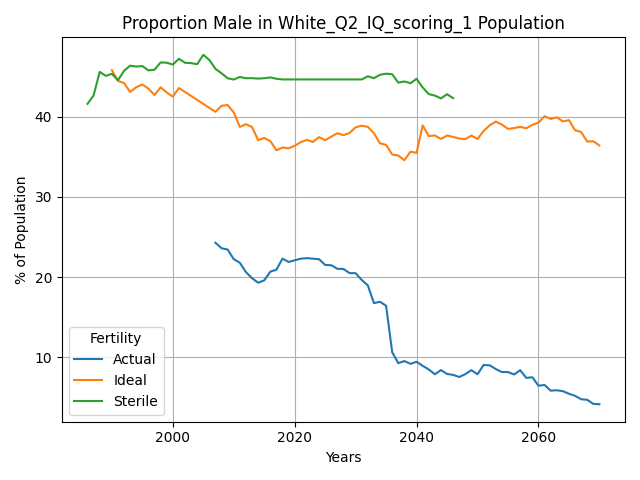 Proportion Male in White_Q2_IQ_scoring_1 Population
% of Population
40
30
20
10
Fertility
Actual
Ideal
Sterile
2000
2020
2040
2060
Years